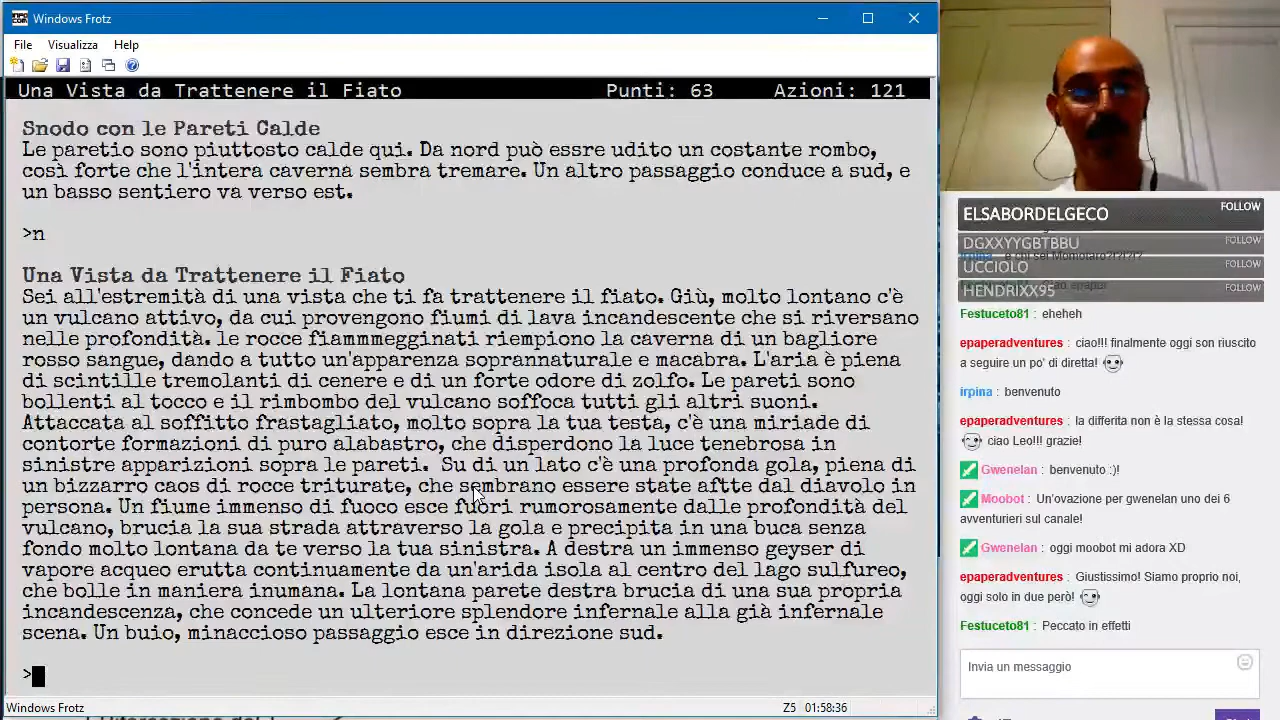 Windows Frotz
File Visualizza Help
Una Vista da Trattenere il Fiato Punti: 63 Azioni: 121
Snodo con le Pareti Calde
Le paretio sono piuttosto calde qui. Da nord può essre udito un costante rombo,
così forte che l'intera caverna sembra tremare. Un altro passaggio conduce a sud, e
un basso sentiero va verso est.
>n
Una Vista da Trattenere il Fiato
Sei all'estremità di una vista che ti fa trattenere il fiato. Giù, molto lontano c'è
un vulcano attivo, da cui provengono fiumi di lava incandescente che si riversano
nelle profondità. le rocce fiammmegginati riempiono la caverna di un bagliore
rosso sangue, dando a tutto un'apparenza soprannaturale e macabra. L'aria è piena
di scintille tremolanti di cenere e di un forte odore di zolfo. Le pareti sono
bollenti al tocco e il rimbombo del vulcano soffoca tutti gli altri suoni.
Attaccata al soffitto frastagliato, molto sopra la tua testa, c'è una miriade di
contorte formazioni di puro alabastro, che disperdono la luce tenebrosa in
sinistre apparizioni sopra le pareti. Su di un lato c'è una profonda gola, piena di
un bizzarro caos di rocce triturate, che sembrano essere state aftte dal diavolo in
persona. Un fiume immenso di fuoco esce fuori rumorosamente dalle profondità del
vulcano, brucia la sua strada attraverso la gola e precipita in una buca senza
fondo molto lontana da te verso la tua sinistra. A destra un immenso geyser di
vapore acqueo erutta continuamente da un'arida isola al centro del lago sulfureo,
che bolle in maniera inumana. La lontana parete destra brucia di una sua propria
incandescenza, che concede un ulteriore splendore infernale alla già infernale
scena. Un buio, minaccioso passaggio esce in direzione sud.
>
Windows Frotz Z5 01:58:36
ELSABORDELGECO FOLLOW
DGXXYYGBTBBU FOLLOW
UCCIOLO FOLLOW
HENDRIXX95 FOLLOW
Festuceto81 : eheheh
epaperadventures : ciao!!! finalmente oggi son riuscito
a seguire un po' di diretta!
irpina : benvenuto
epaperadventures : la differità non è la stessa cosa!
ciao Leo!!! grazie!
Gwenelan : benvenuto :)!
Moobot : Un'ovazione per gwenelan uno dei 6
avventurieri sul canale!
Gwenelan : oggi moobot mi adora XD
epaperadventures : Giustissimo! Siamo proprio noi,
oggi solo in due però!
Festuceto81 : Peccato in effetti
Invia un messaggio